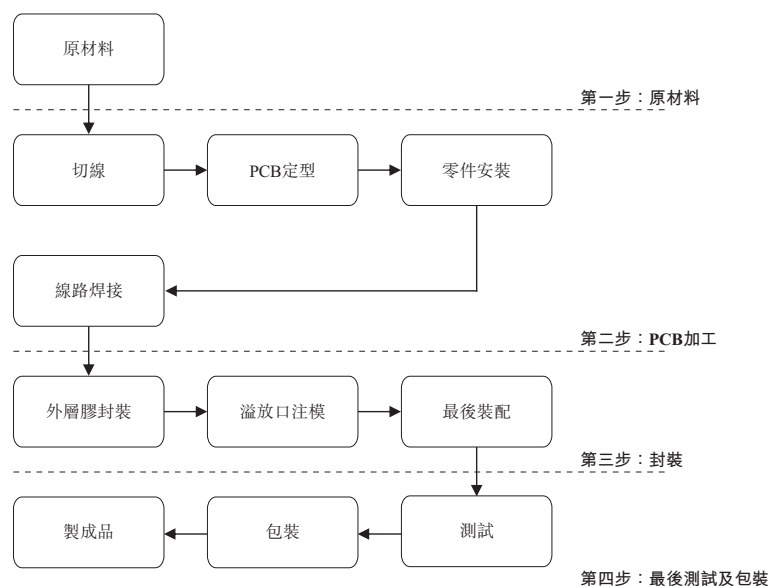 原材料
第一步：原材料
切線
PCB定型
零件安裝
線路焊接
第二步：PCB加工
外層膠封裝
溢放口注模
最後裝配
第三步：封裝
製成品
包裝
測試
第四步：最後測試及包裝